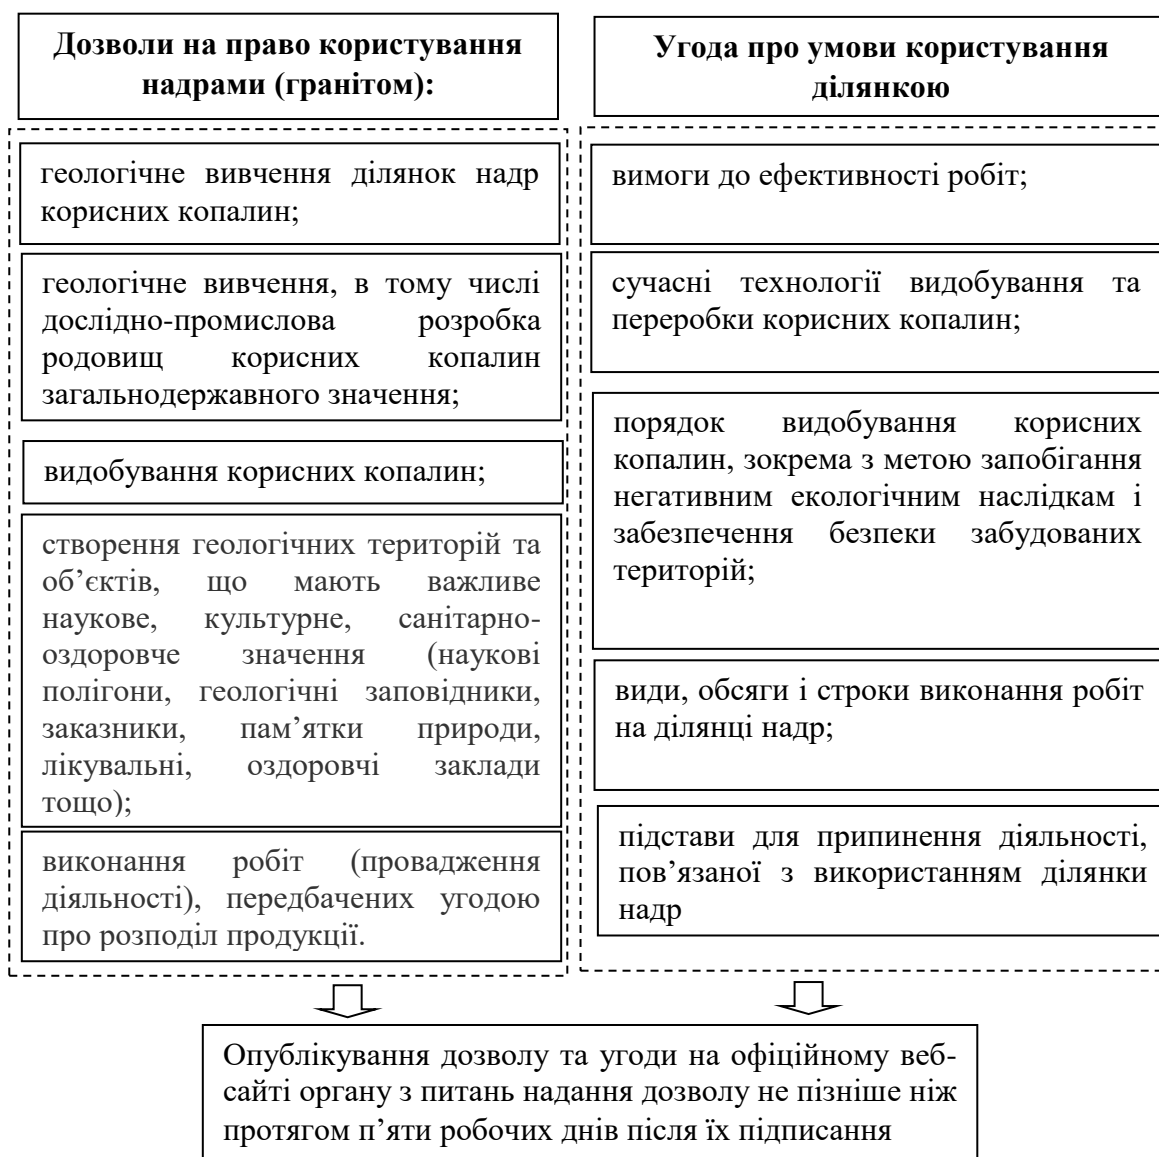 Дозволи на право користування
надрами (гранітом):
геологічне вивчення ділянок надр
корисних копалин;
геологічне вивчення, в тому числі
дослідно-промислова розробка
родовищ корисних копалин
загальнодержавного значення;
видобування корисних копалин;
створення геологічних територій та
об’єктів, що мають важливе
наукове, культурне, санітарно-
оздоровче значення (наукові
полігони, геологічні заповідники,
заказники, пам’ятки природи,
лікувальні, оздоровчі заклади
тощо);
виконання робіт (провадження
діяльності), передбачених угодою
про розподіл продукції.
Угода про умови користування
ділянкою
вимоги до ефективності робіт;
сучасні технології видобування та
переробки корисних копалин;
порядок видобування корисних
копалин, зокрема з метою запобігання
негативним екологічним наслідкам і
забезпечення безпеки забудованих
територій;
види, обсяги і строки виконання робіт
на ділянці надр;
підстави для припинення діяльності,
пов’язаної з використанням ділянки
надр
Опублікування дозволу та угоди на офіційному веб-
сайті органу з питань надання дозволу не пізніше ніж
протягом п’яти робочих днів після їх підписання